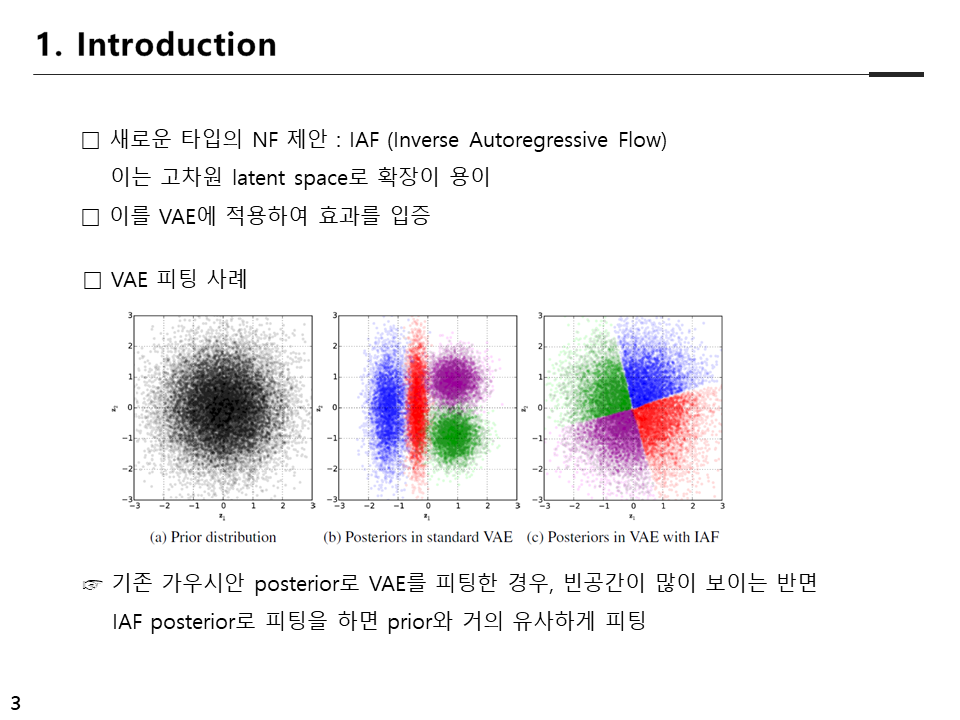 1. Introduction
□ 새로운 타입의 NF 제안 : IAF (Inverse Autoregressive Flow)
이는 고차원 latent space로 확장이 용이
□ 이를 VAE에 적용하여 효과를 입증
□ VAE 피팅 사례
3
2
1
0
−1
−2
−3
z₂
−3 −2 −1 0 1 2 3
z₁
(a) Prior distribution
3
2
1
0
−1
−2
−3
z₂
−3 −2 −1 0 1 2 3
z₁
(b) Posteriors in standard VAE
3
2
1
0
−1
−2
−3
z₂
−3 −2 −1 0 1 2 3
z₁
(c) Posteriors in VAE with IAF
☞ 기존 가우시안 posterior로 VAE를 피팅한 경우, 빈공간이 많이 보이는 반면
IAF posterior로 피팅을 하면 prior와 거의 유사하게 피팅
3